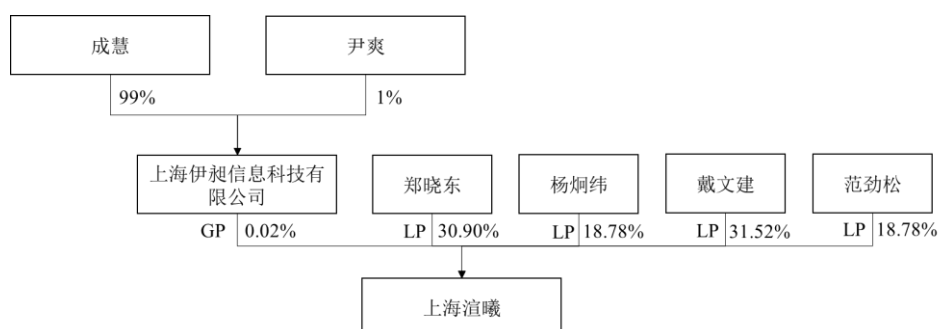 成慧
尹爽
99%
1%
上海伊昶信息科技有
限公司
郑晓东
杨炯纬
戴文建
范劲松
GP 0.02%
LP 30.90%
LP 18.78%
LP 31.52%
LP 18.78%
上海渲曦